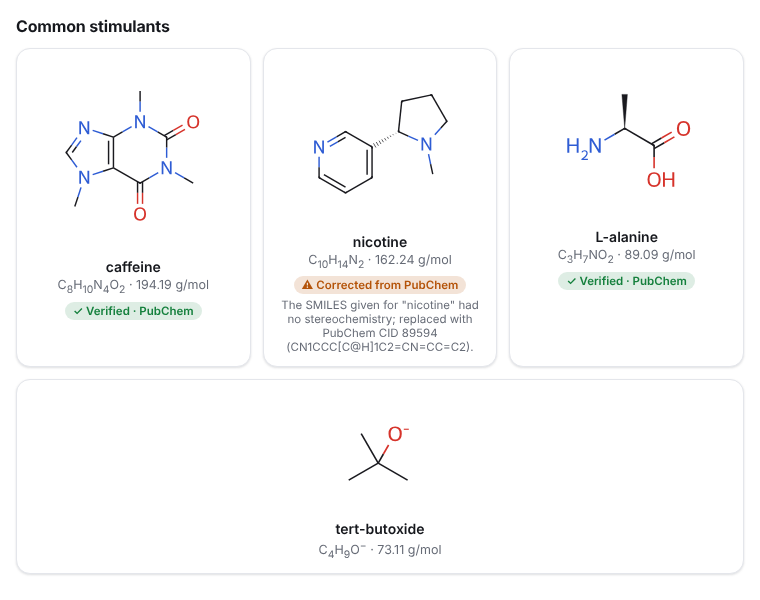 Common stimulants
N
N
O
N
N
O
caffeine
C₈H₁₀N₄O₂ · 194.19 g/mol
✓ Verified · PubChem
N
N
nicotine
C₁₀H₁₄N₂ · 162.24 g/mol
⚠ Corrected from PubChem
The SMILES given for "nicotine" had
no stereochemistry; replaced with
PubChem CID 89594
(CN1CCC[C@H]1C2=CN=CC=C2).
H₂N
O
OH
L-alanine
C₃H₇NO₂ · 89.09 g/mol
✓ Verified · PubChem
O⁻
tert-butoxide
C₄H₉O⁻ · 73.11 g/mol